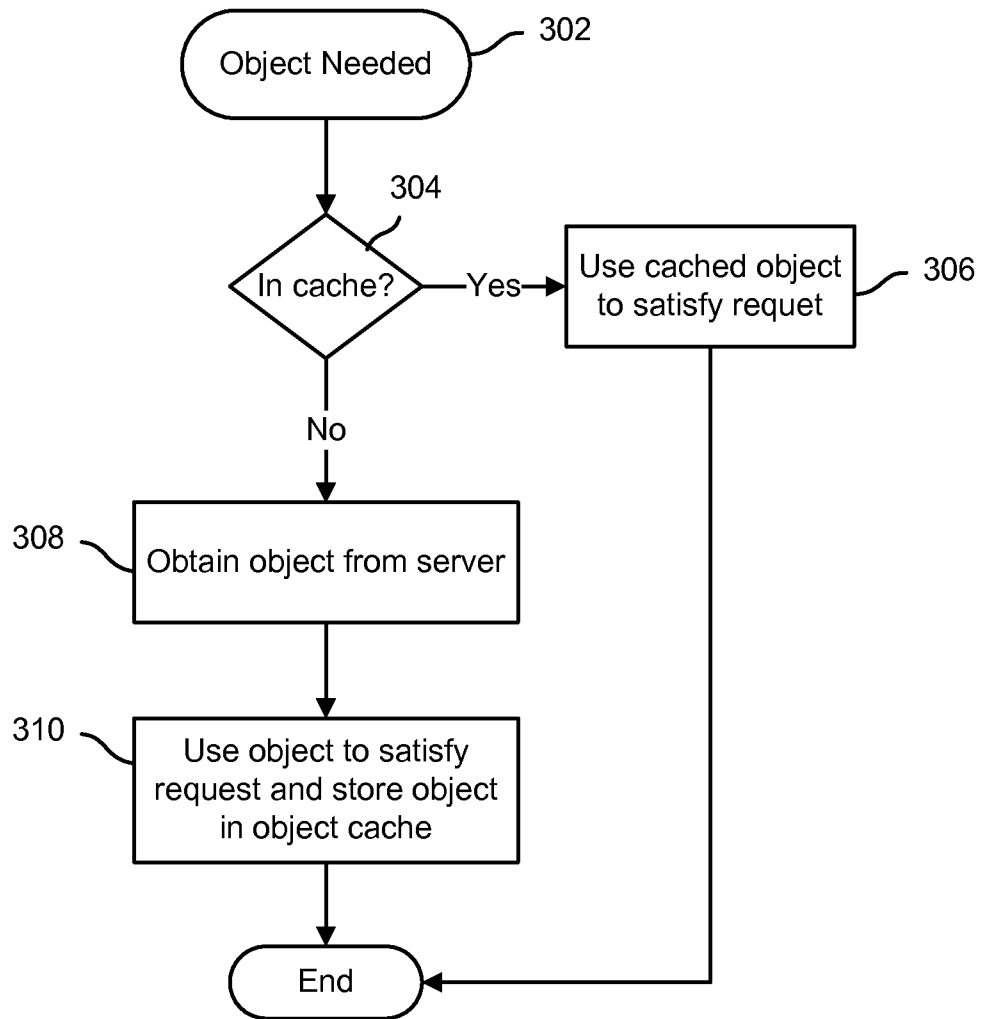 Object Needed
302
304
In cache?
Yes
Use cached object
to satisfy requet
306
No
308
Obtain object from server
310
Use object to satisfy
request and store object
in object cache
End